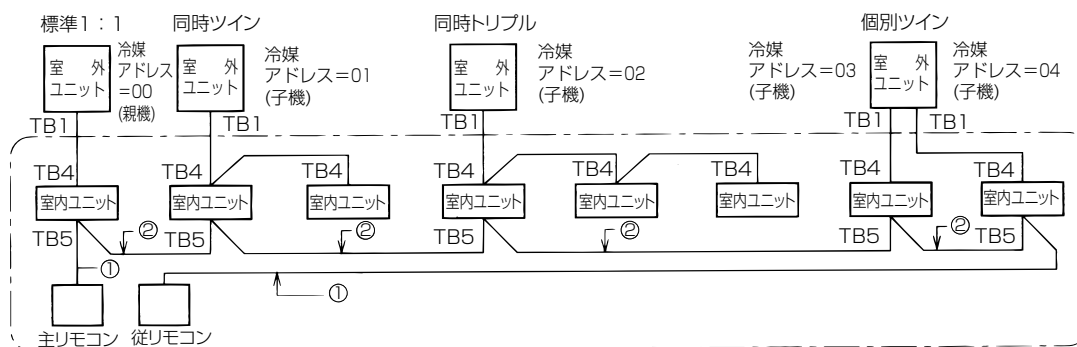 標準1:1
同時ツイン
同時トリプル
個別ツイン
室 外
ユニット
冷媒
アドレス
=00
(親機)
室 外
ユニット
冷媒
アドレス=01
(子機)
室 外
ユニット
冷媒
アドレス=02
(子機)
冷媒
アドレス=03
(子機)
室 外
ユニット
冷媒
アドレス=04
(子機)
TB1
TB1
TB1
TB1
TB1
TB4
TB4
TB4
TB4
TB4
TB4
TB4
TB4
室内ユニット
室内ユニット
室内ユニット
室内ユニット
室内ユニット
室内ユニット
室内ユニット
室内ユニット
TB5
②
TB5
②
TB5
②
TB5
②
TB5
①
①
主リモコン
従リモコン